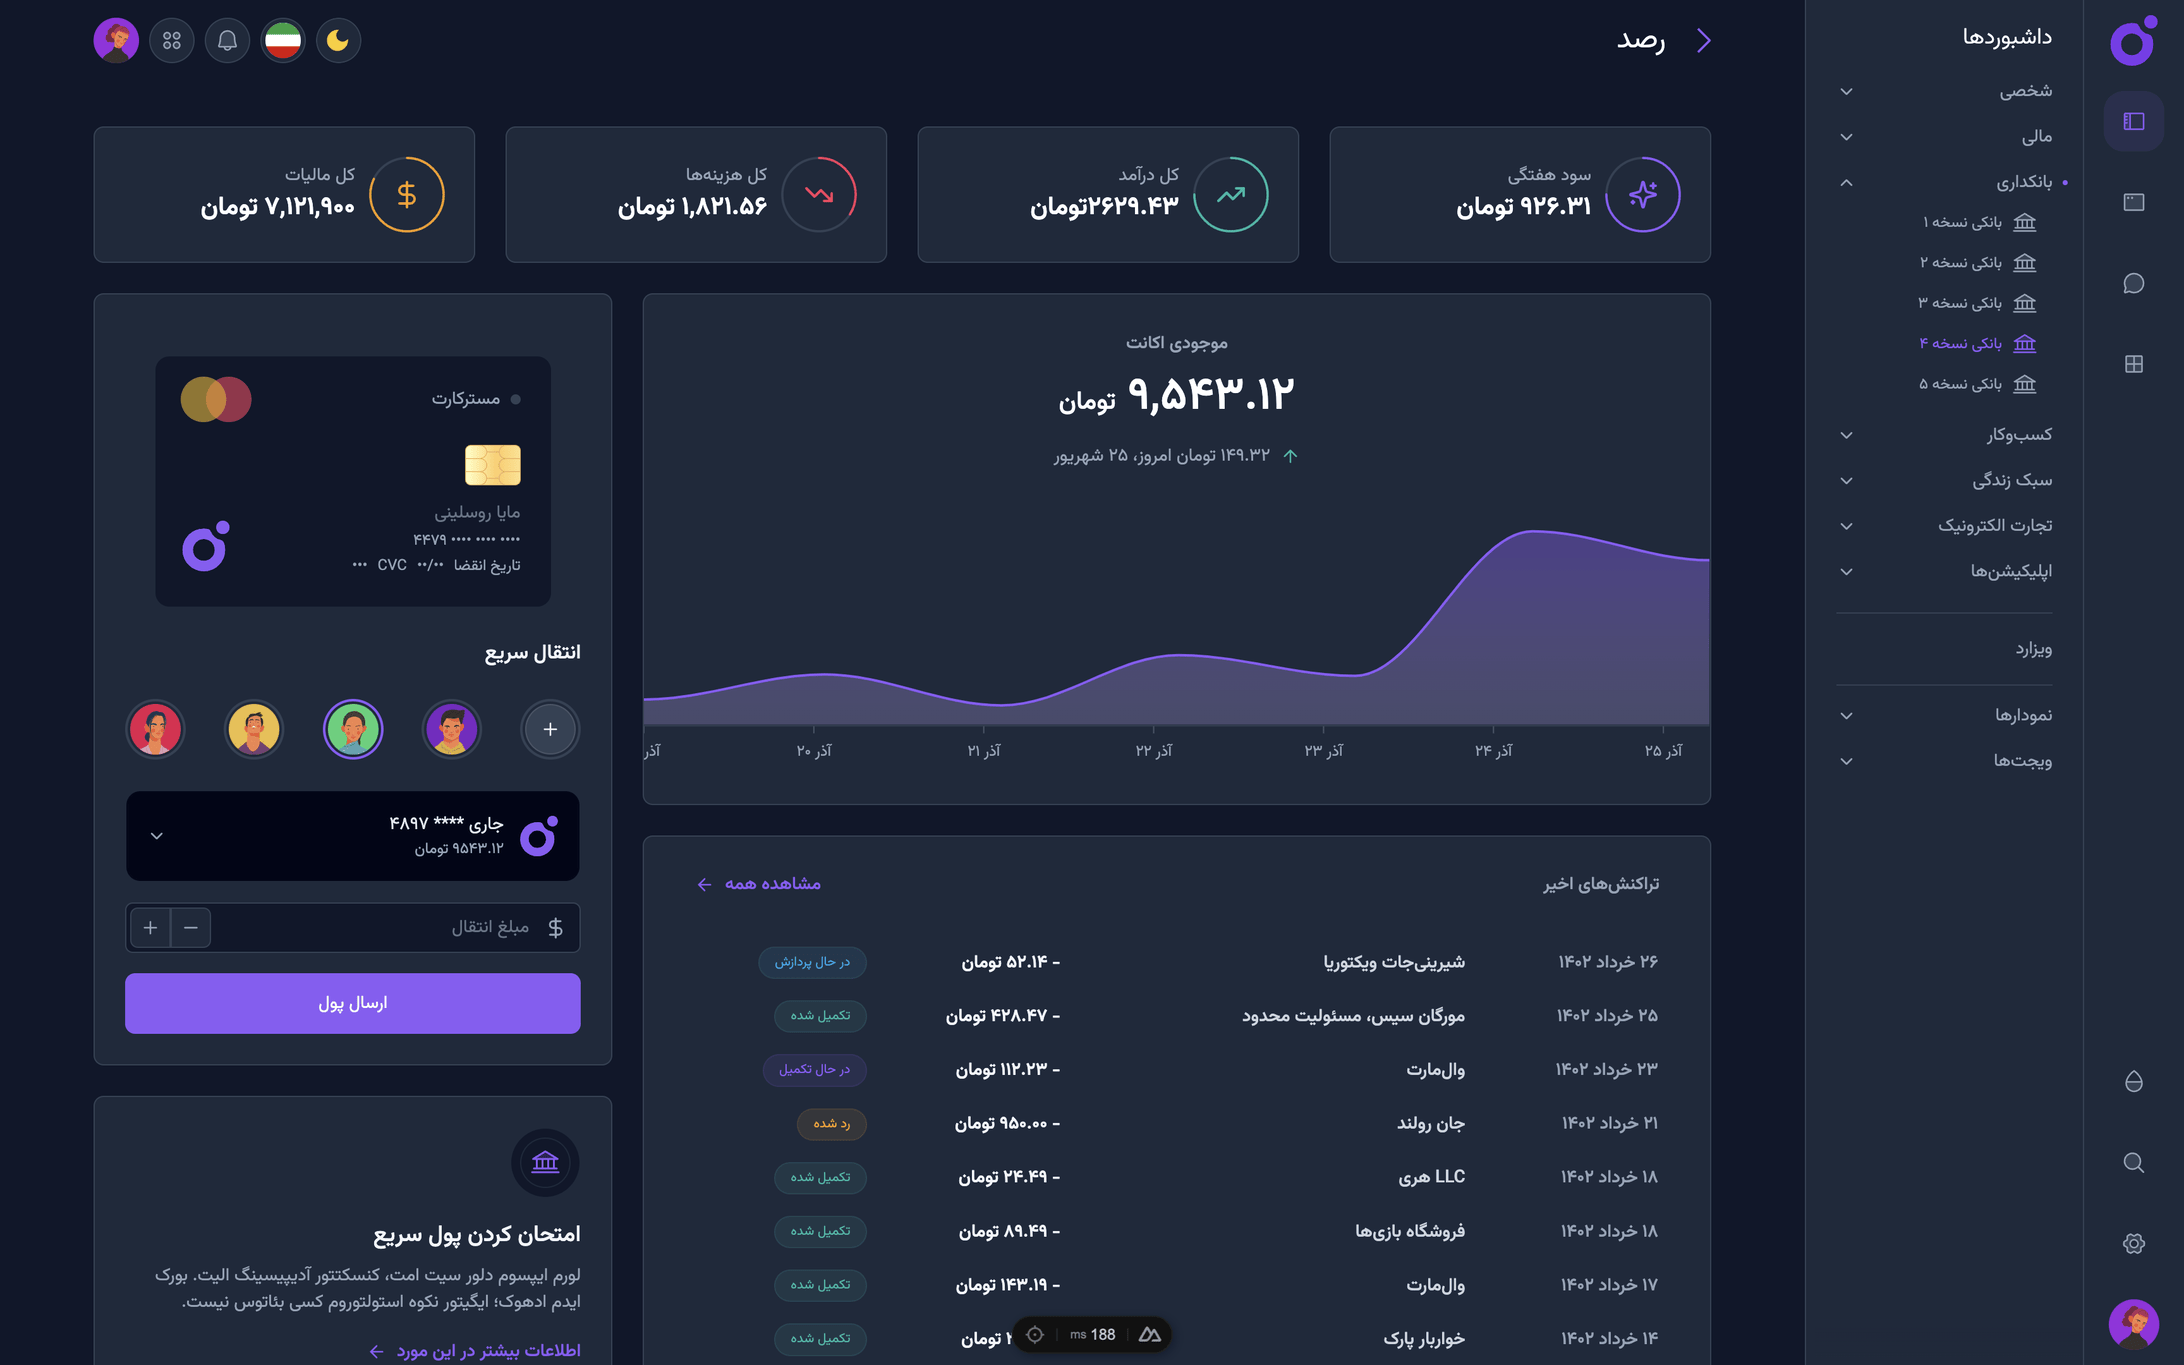 داشبوردها
شخصی
مالی
بانکداری
بانکی نسخه ۱
بانکی نسخه ۲
بانکی نسخه ۳
بانکی نسخه ۴
بانکی نسخه ۵
کسب‌وکار
سبک زندگی
تجارت الکترونیک
اپلیکیشن‌ها
ویزارد
نمودارها
ویجت‌ها
رصد
سود هفتگی
۹۲۶.۳۱ تومان
کل درآمد
۲۶۲۹.۴۳تومان
کل هزینه‌ها
۱,۸۲۱.۵۶ تومان
کل مالیات
۷,۱۲۱,۹۰۰ تومان
موجودی اکانت
۹,۵۴۳.۱۲ تومان
۱۴۹.۳۲ تومان امروز، ۲۵ شهریور
آذر ۲۵
آذر ۲۴
آذر ۲۳
آذر ۲۲
آذر ۲۱
آذر ۲۰
آذر
تراکنش‌های اخیر
مشاهده همه
۲۶ خرداد ۱۴۰۲ شیرینی‌جات ویکتوریا - ۵۲.۱۴ تومان در حال پردازش
۲۵ خرداد ۱۴۰۲ مورگان سیس، مسئولیت محدود - ۴۲۸.۴۷ تومان تکمیل شده
۲۳ خرداد ۱۴۰۲ وال‌مارت - ۱۱۲.۲۳ تومان در حال تکمیل
۲۱ خرداد ۱۴۰۲ جان رولند - ۹۵۰.۰۰ تومان رد شده
۱۸ خرداد ۱۴۰۲ LLC هری - ۲۴.۴۹ تومان تکمیل شده
۱۸ خرداد ۱۴۰۲ فروشگاه بازی‌ها - ۸۹.۴۹ تومان تکمیل شده
۱۷ خرداد ۱۴۰۲ وال‌مارت - ۱۴۳.۱۹ تومان تکمیل شده
۱۴ خرداد ۱۴۰۲ خواربار پارک تومان تکمیل شده
188 ms
مسترکارت
مایا روسلینی
•••• •••• •••• ۴۴۷۹
تاریخ انقضا ••/•• CVC •••
انتقال سریع
جاری **** ۴۸۹۷
۹۵۴۳.۱۲ تومان
$ مبلغ انتقال
ارسال پول
امتحان کردن پول سریع
لورم ایپسوم دلور سیت امت، کنسکتتور آدیپیسینگ الیت. بورک
ایدم ادهوک؛ ایگیتور نکوه استولتوروم کسی بئاتوس نیست.
اطلاعات بیشتر در این مورد